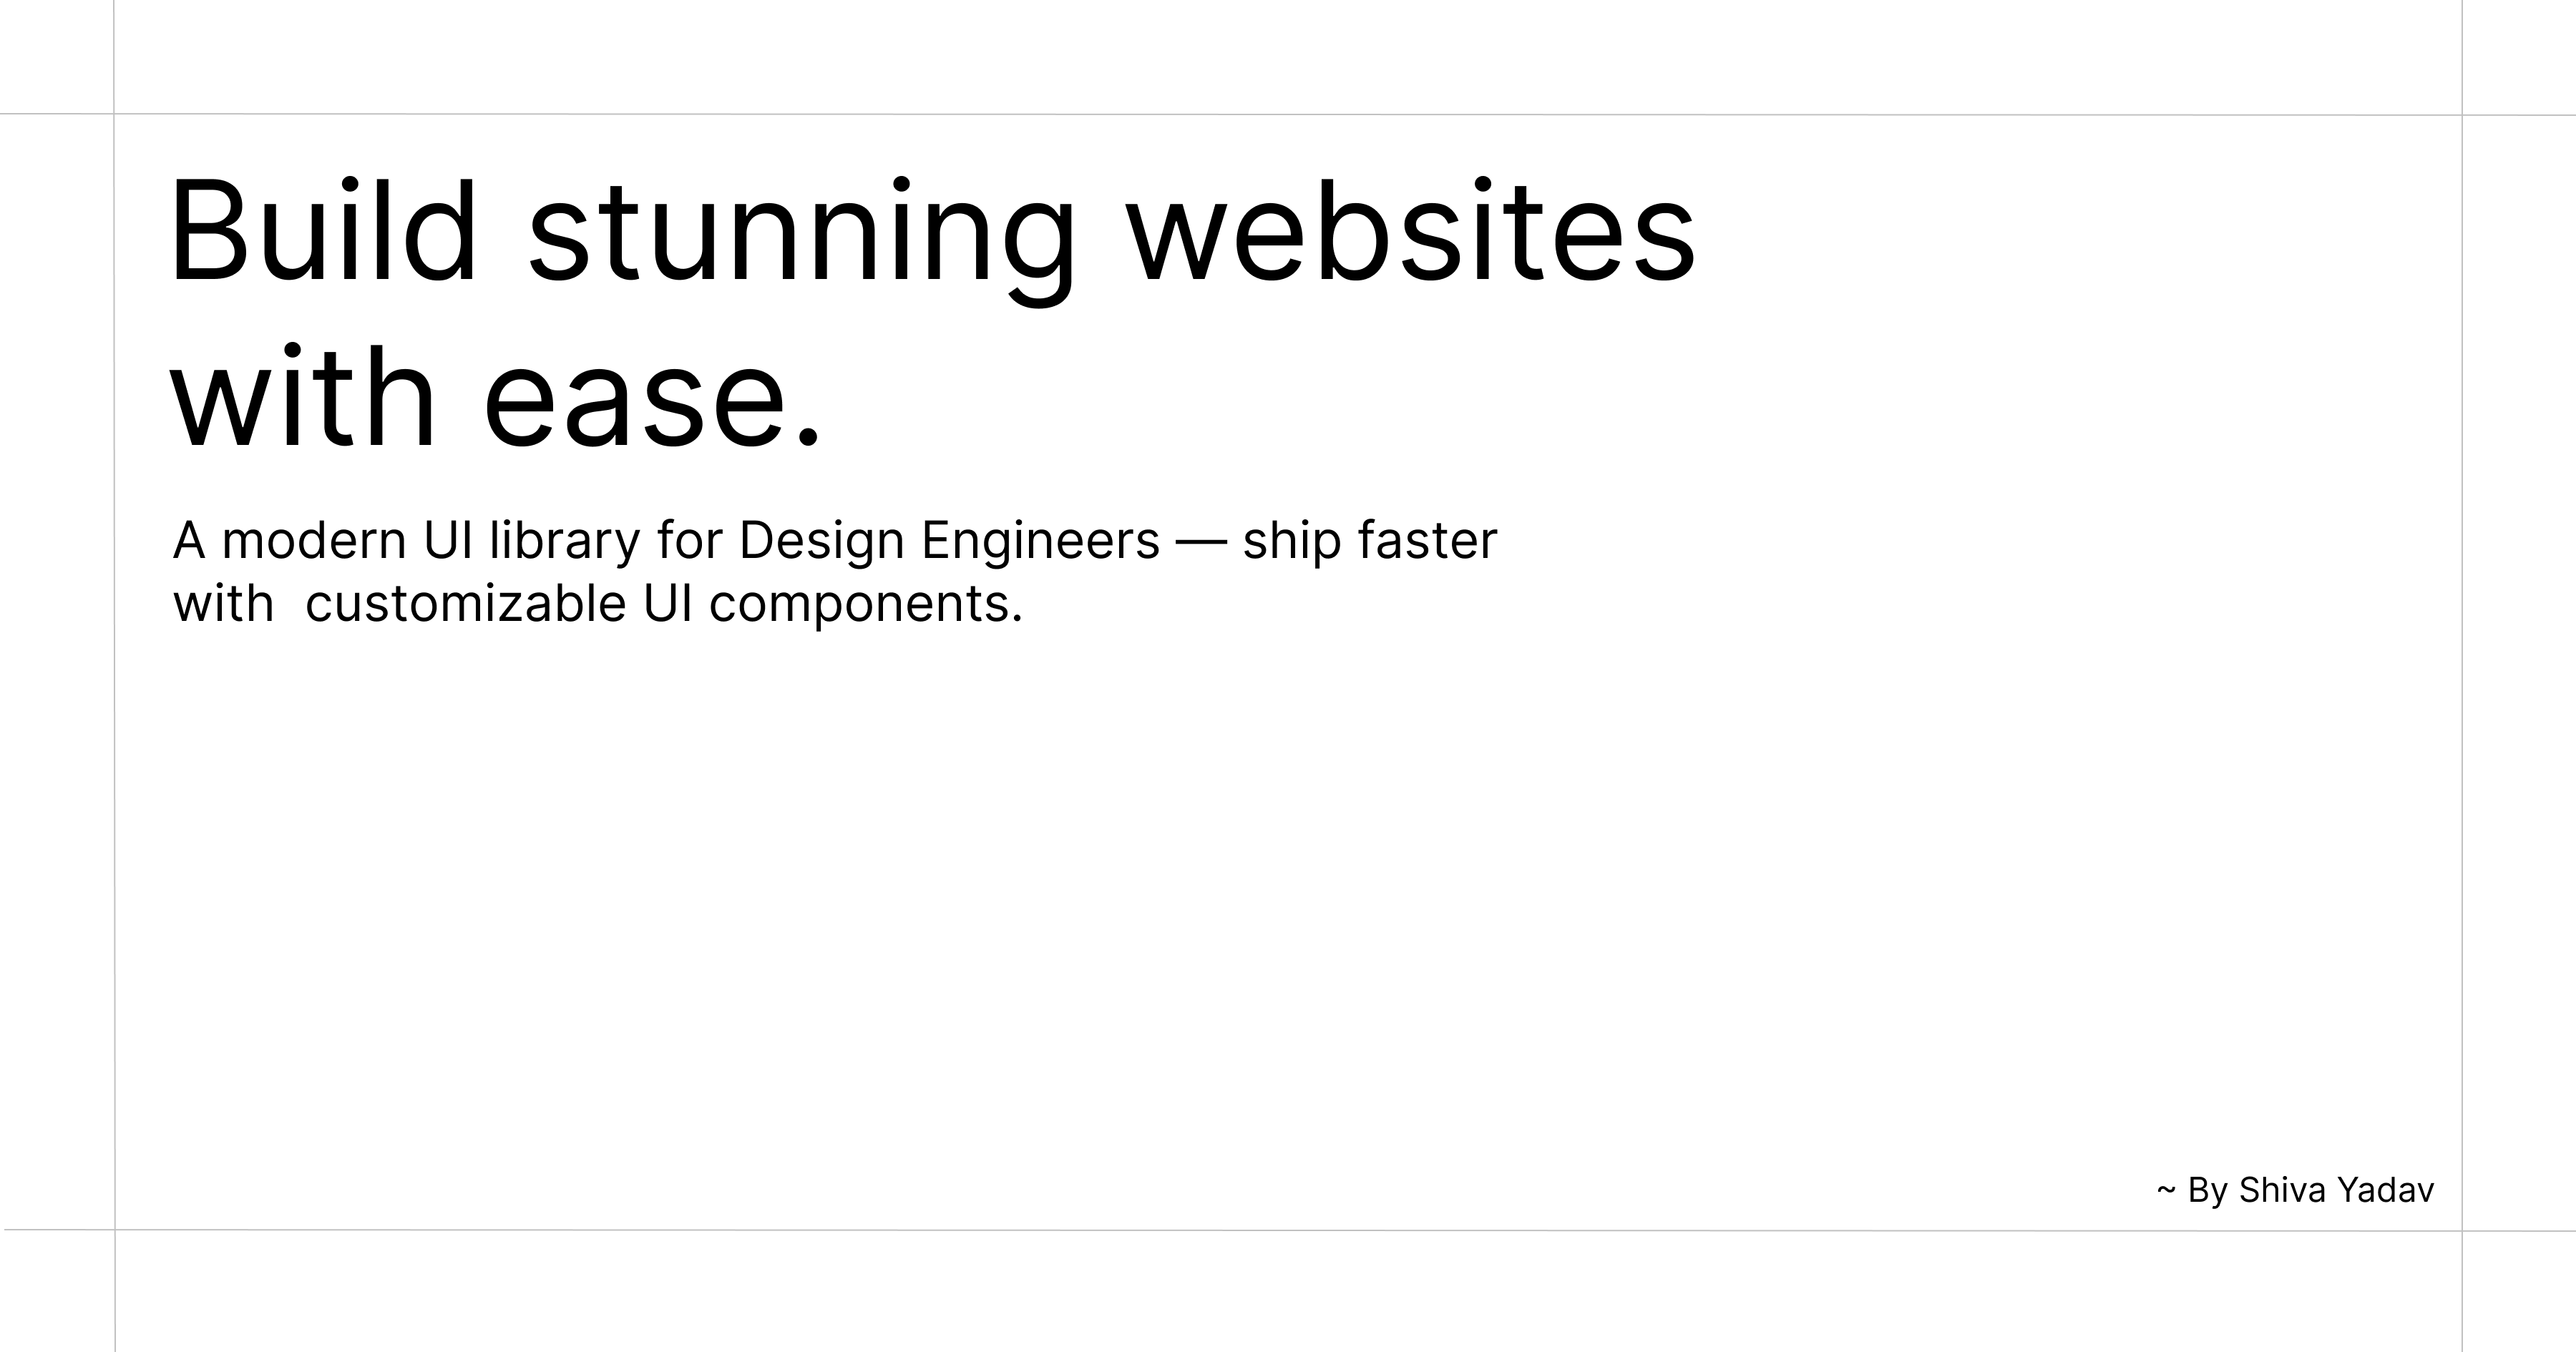 Build stunning websites
with ease.
A modern UI library for Design Engineers — ship faster
with  customizable UI components.
~ By Shiva Yadav